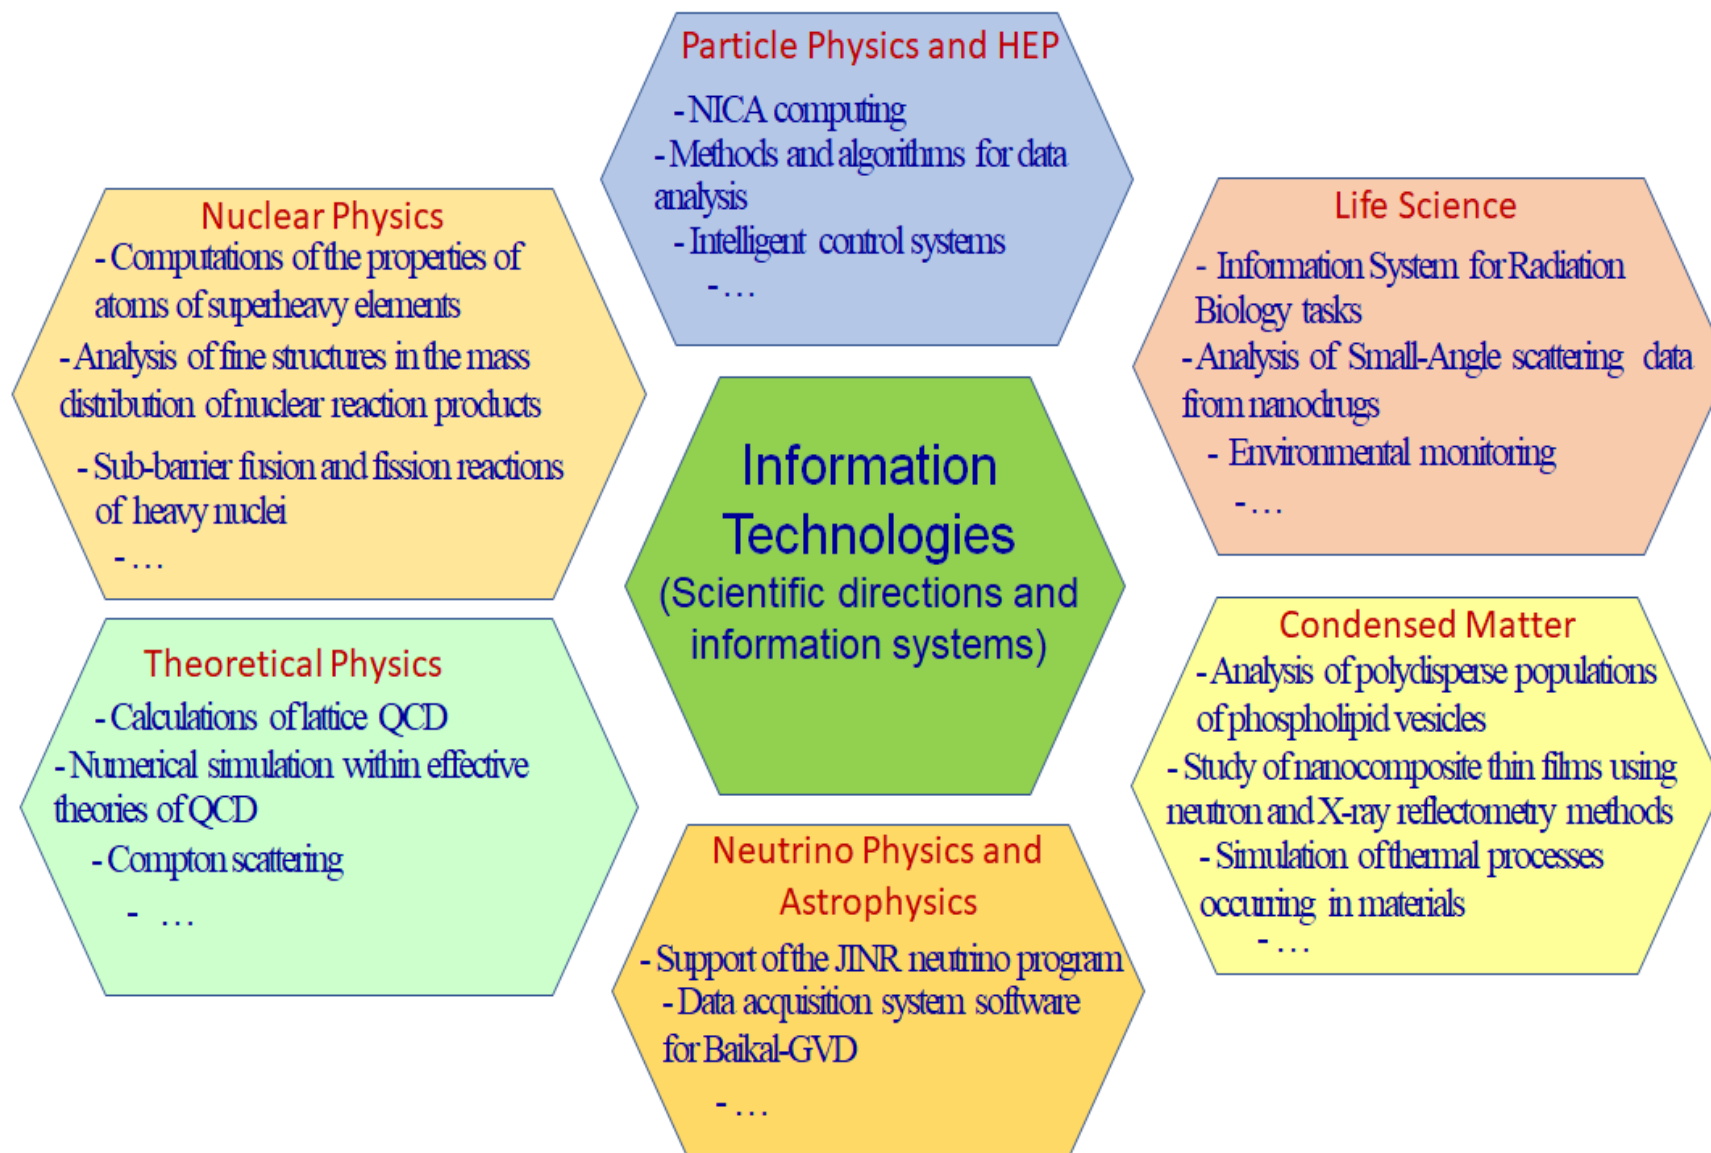 Particle Physics and HEP
- NICA computing
- Methods and algorithms for data
analysis
- Intelligent control systems
- ...
Nuclear Physics
- Computations of the properties of
atoms of superheavy elements
- Analysis of fine structures in the mass
distribution of nuclear reaction products
- Sub-barrier fusion and fission reactions
of heavy nuclei
- ...
Life Science
- Information System for Radiation
Biology tasks
- Analysis of Small-Angle scattering data
from nanodrugs
- Environmental monitoring
- ...
Information
Technologies
(Scientific directions and
information systems)
Theoretical Physics
- Calculations of lattice QCD
- Numerical simulation within effective
theories of QCD
- Compton scattering
- ...
Condensed Matter
- Analysis of polydisperse populations
of phospholipid vesicles
- Study of nanocomposite thin films using
neutron and X-ray reflectometry methods
- Simulation of thermal processes
occurring in materials
- ...
Neutrino Physics and
Astrophysics
- Support of the JINR neutrino program
- Data acquisition system software
for Baikal-GVD
- ...